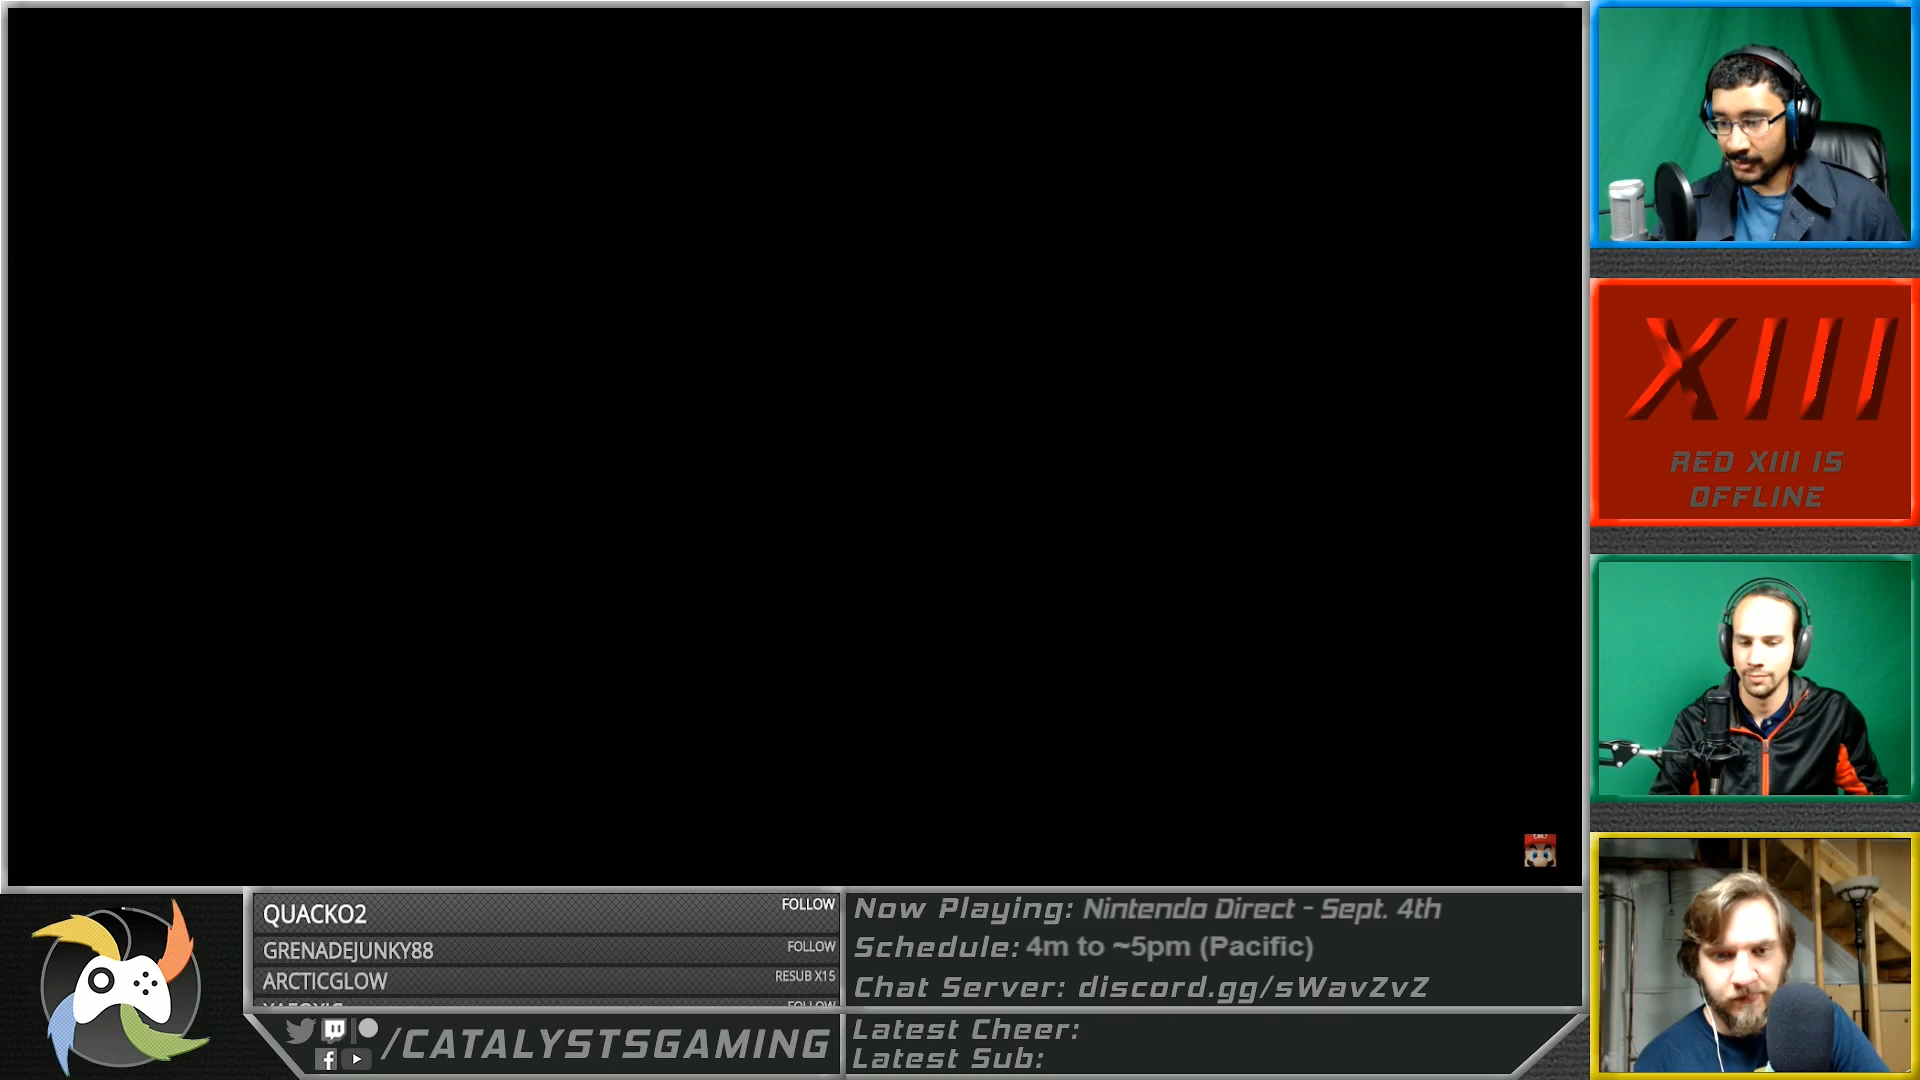 XIII
RED XIII IS
OFFLINE
QUACKO2 FOLLOW
GRENADEJUNKY88 FOLLOW
ARCTICGLOW RESUB X15
FOLLOW
Now Playing: Nintendo Direct - Sept. 4th
Schedule: 4m to ~5pm (Pacific)
Chat Server: discord.gg/sWavZvZ
/CATALYSTSGAMING
Latest Cheer:
Latest Sub: